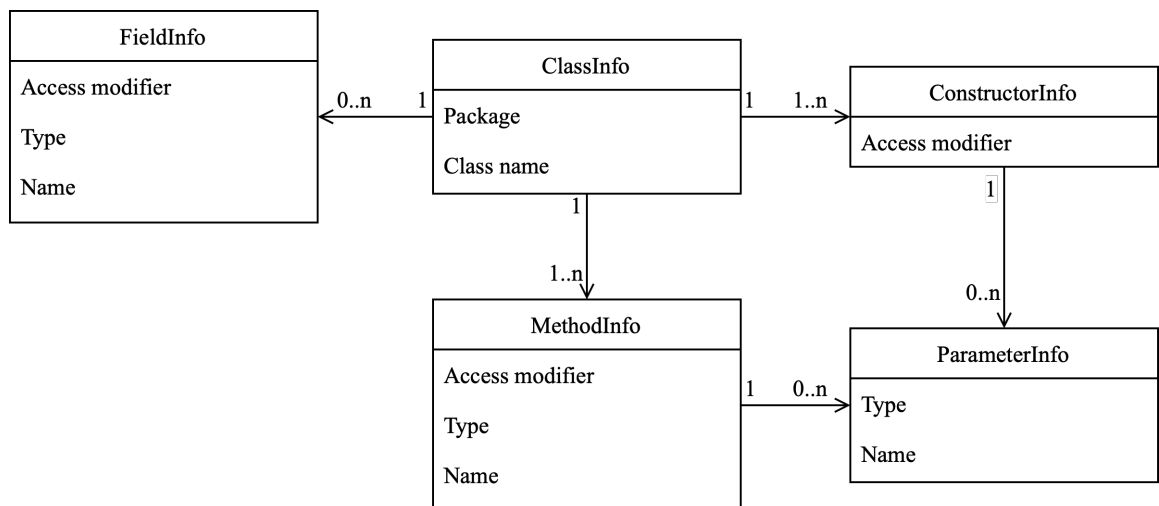 FieldInfo
Access modifier
Type
Name
0..n 1
ClassInfo
Package
Class name
1 1..n
ConstructorInfo
Access modifier
1
0..n
1
1..n
MethodInfo
Access modifier
Type
Name
1 0..n
ParameterInfo
Type
Name